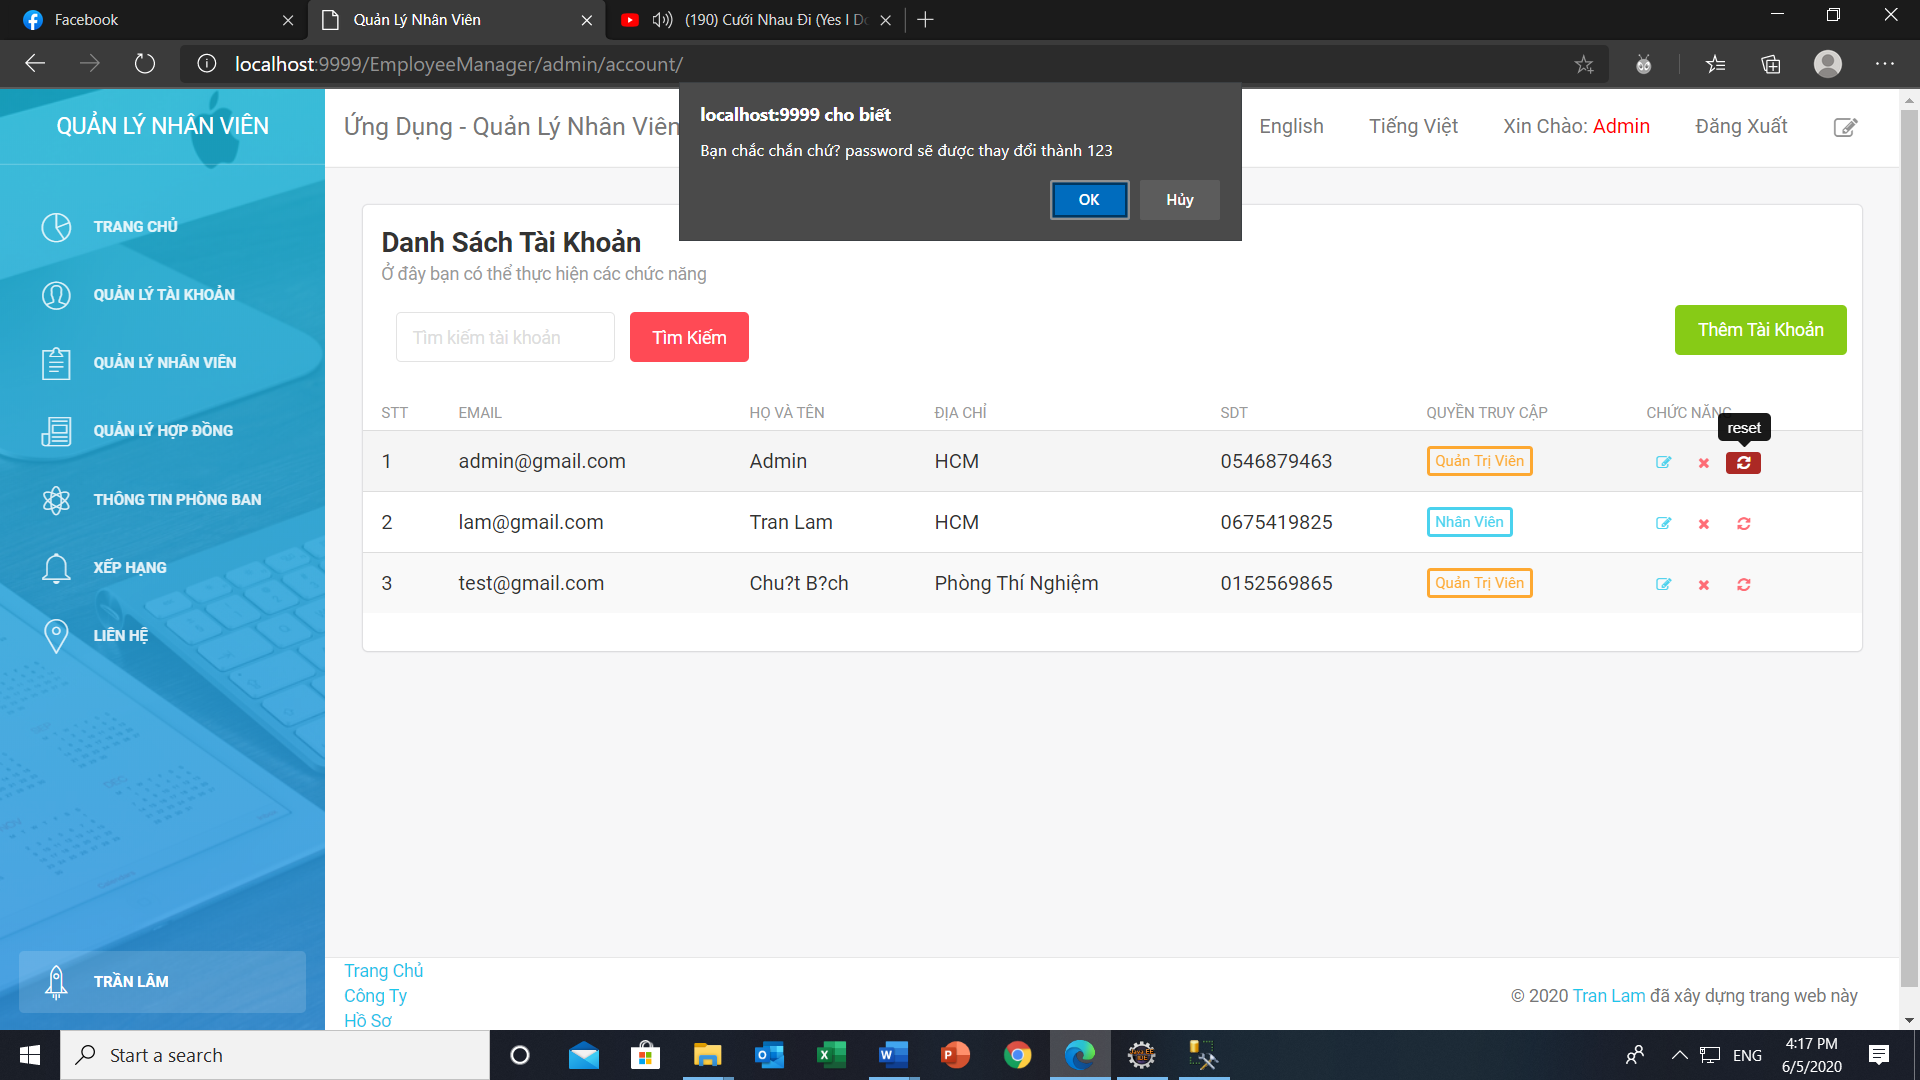 Facebook
Quản Lý Nhân Viên
(190) Cưới Nhau Đi (Yes I Do
localhost:9999/EmployeeManager/admin/account/
localhost:9999 cho biết
Bạn chắc chắn chứ? password sẽ được thay đổi thành 123
OK
Hủy
QUẢN LÝ NHÂN VIÊN
TRANG CHỦ
QUẢN LÝ TÀI KHOẢN
QUẢN LÝ NHÂN VIÊN
QUẢN LÝ HỢP ĐỒNG
THÔNG TIN PHÒNG BAN
XẾP HẠNG
LIÊN HỆ
TRẦN LÂM
Ứng Dụng - Quản Lý Nhân Viên
English
Tiếng Việt
Xin Chào: Admin
Đăng Xuất
Danh Sách Tài Khoản
Ở đây bạn có thể thực hiện các chức năng
Tìm kiếm tài khoản
Tìm Kiếm
Thêm Tài Khoản
STT EMAIL HỌ VÀ TÊN ĐỊA CHỈ SDT QUYỀN TRUY CẬP CHỨC NĂNG
reset
1 admin@gmail.com Admin HCM 0546879463 Quản Trị Viên
2 lam@gmail.com Tran Lam HCM 0675419825 Nhân Viên
3 test@gmail.com Chu?t B?ch Phòng Thí Nghiệm 0152569865 Quản Trị Viên
Trang Chủ
Công Ty
Hồ Sơ
© 2020 Tran Lam đã xây dựng trang web này
Start a search
ENG
4:17 PM
6/5/2020